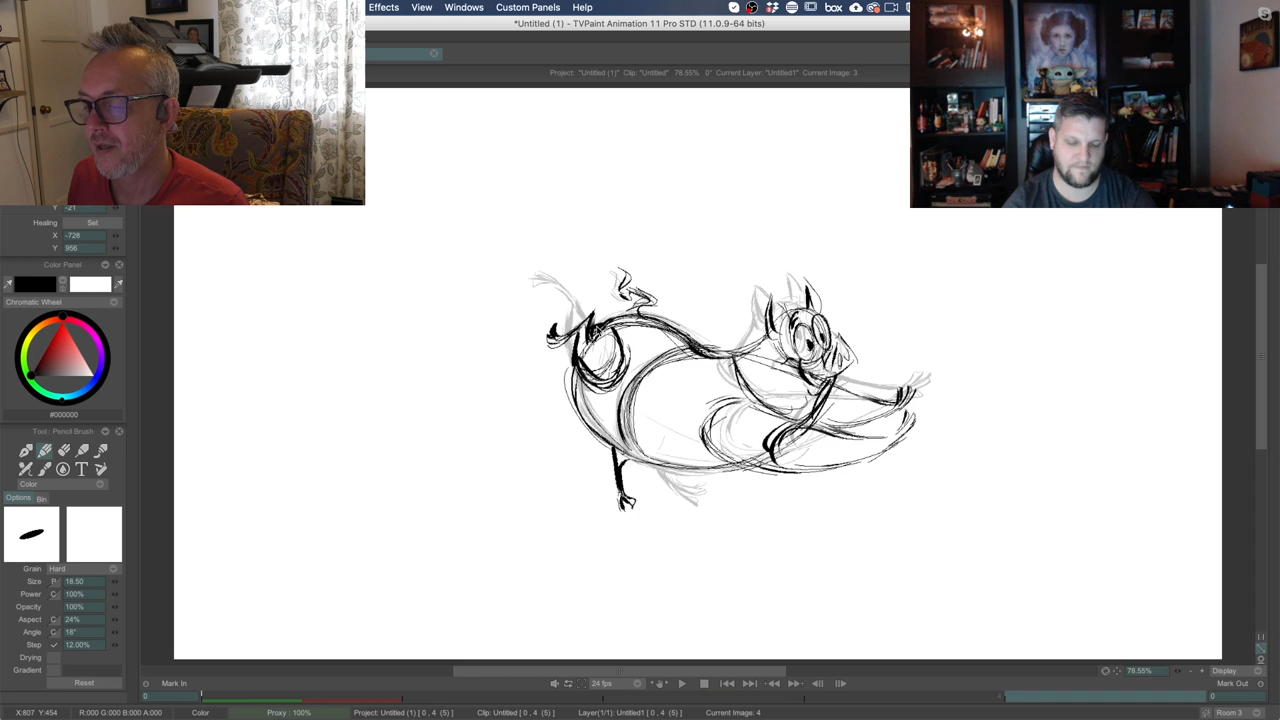 Effects View Windows Custom Panels Help box
*Untitled (1) - TVPaint Animation 11 Pro STD (11.0.9-64 bits)
Project: "Untitled (1)" Clip: "Untitled" 78.55% 0° Current Layer: "Untitled1" Current Image: 3
Y -21
Healing Set
X -728
Y 956
Color Panel
Chromatic Wheel
#000000
Tool : Pencil Brush
Color
Options Bin
Grain Hard
Size P 18.50
Power C 100%
Opacity 100%
Aspect C 24%
Angle C 18°
Step 12.00%
Drying
Gradient
Reset
78.55% - + Display
Mark In 24 fps Mark Out
0 4 0
X:807 Y:454 R:000 G:000 B:000 A:000 Color Proxy : 100% Project: Untitled (1) [ 0 , 4 (5) ] Clip: Untitled [ 0 , 4 (5) ] Layer(1/1): Untitled1 [ 0 , 4 (5) ] Current Image: 4 Room 3